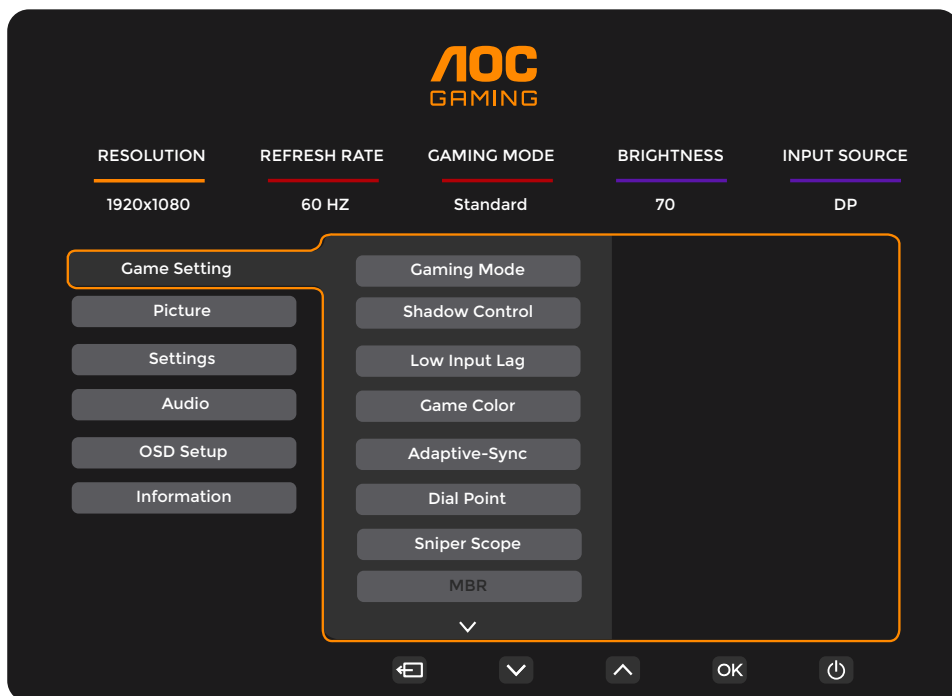 AOC
GAMING
RESOLUTION REFRESH RATE GAMING MODE BRIGHTNESS INPUT SOURCE
1920x1080 60 HZ Standard 70 DP
Game Setting
Picture
Settings
Audio
OSD Setup
Information
Gaming Mode
Shadow Control
Low Input Lag
Game Color
Adaptive-Sync
Dial Point
Sniper Scope
MBR
OK